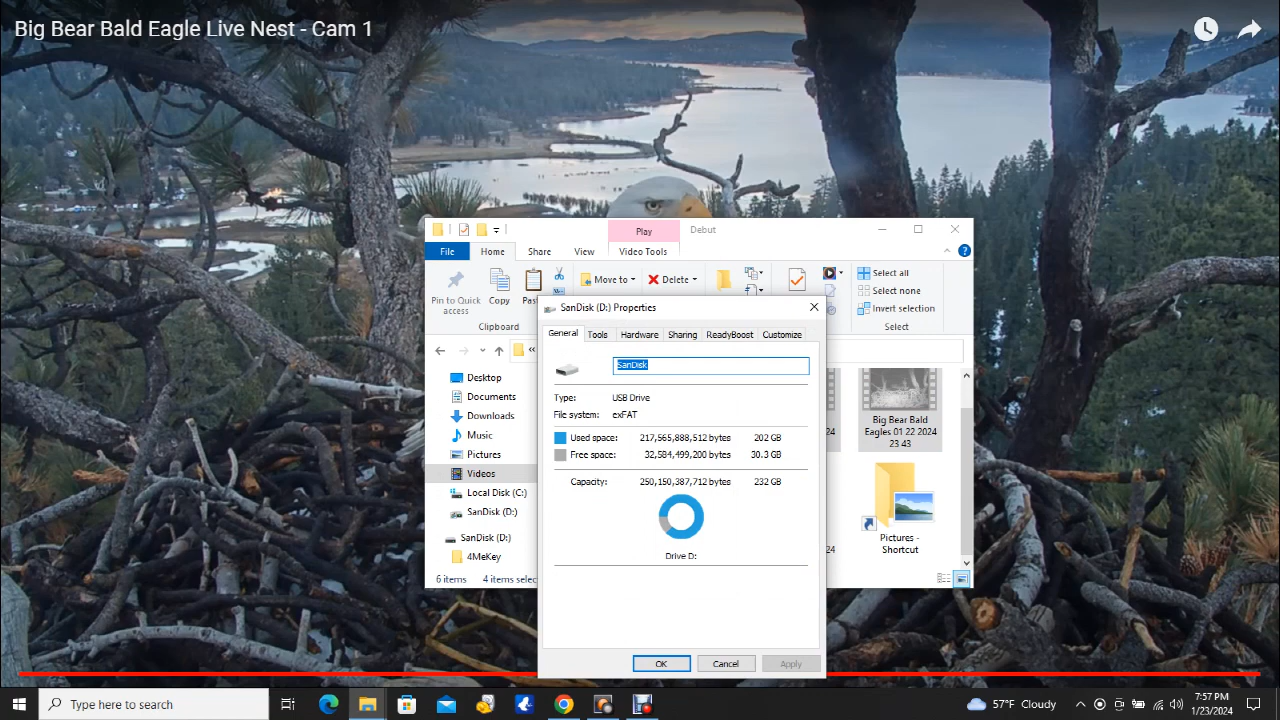 Big Bear Bald Eagle Live Nest - Cam 1
Play
Debut
File
Home
Share
View
Video Tools
Pin to Quick
access
Copy
Move to
Delete
Select all
Select none
Invert selection
Clipboard
Select
SanDisk (D:) Properties
General
Tools
Hardware
Sharing
ReadyBoost
Customize
SanDisk
Type:
USB Drive
File system:
exFAT
Used space:
217,565,888,512 bytes
202 GB
Free space:
32,584,499,200 bytes
30.3 GB
Capacity:
250,150,387,712 bytes
232 GB
Drive D:
OK
Cancel
Apply
Desktop
Documents
Downloads
Music
Pictures
Videos
Local Disk (C:)
SanDisk (D:)
SanDisk (D:)
4MeKey
6 items
4 items selec
Big Bear Bald
Eagles 01 22 2024
23 43
Pictures -
Shortcut
Type here to search
57°F Cloudy
7:57 PM
1/23/2024